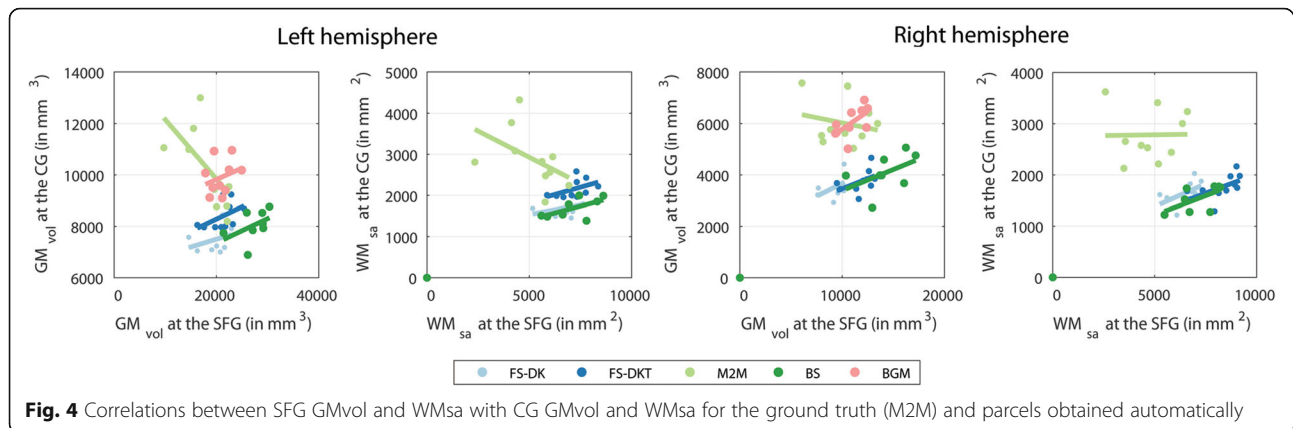 Left hemisphere
Right hemisphere
GM vol at the CG (in mm 3)
14000
12000
10000
8000
6000
0
20000
40000
GM vol at the SFG (in mm 3)
WM sa at the CG (in mm 2)
5000
4000
3000
2000
1000
0
0
5000
10000
WM sa at the SFG (in mm 2)
GM vol at the CG (in mm 3)
8000
6000
4000
2000
0
0
10000
20000
GM vol at the SFG (in mm 3)
WM sa at the CG (in mm 2)
4000
3000
2000
1000
0
0
5000
10000
WM sa at the SFG (in mm 2)
FS-DK FS-DKT M2M BS BGM
Fig. 4 Correlations between SFG GMvol and WMsa with CG GMvol and WMsa for the ground truth (M2M) and parcels obtained automatically